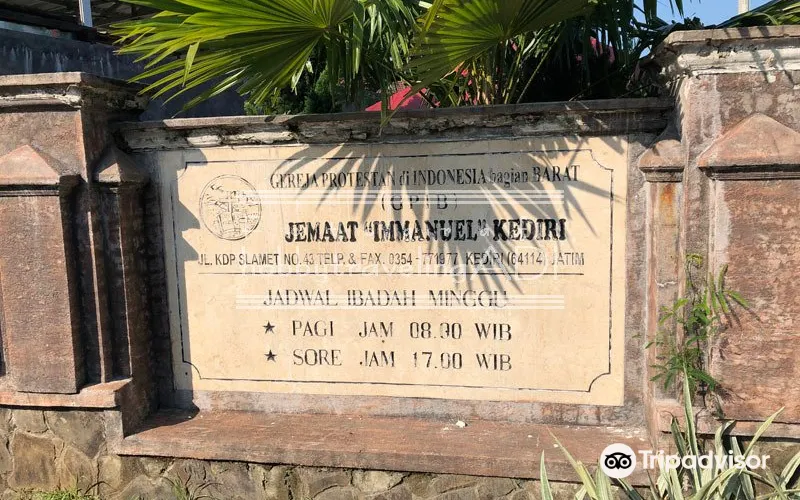 GEREJA PROTESTAN di INDONESIA bagian BARAT
(GPIB)
JEMAAT "IMMANUEL" KEDIRI
JL. KDP SLAMET NO. 43 TELP. & FAX. 0354-771977 KEDIRI (64114) JATIM
JADWAL IBADAH MINGGU
★ PAGI JAM 08.00 WIB
★ SORE JAM 17.00 WIB
Tripadvisor